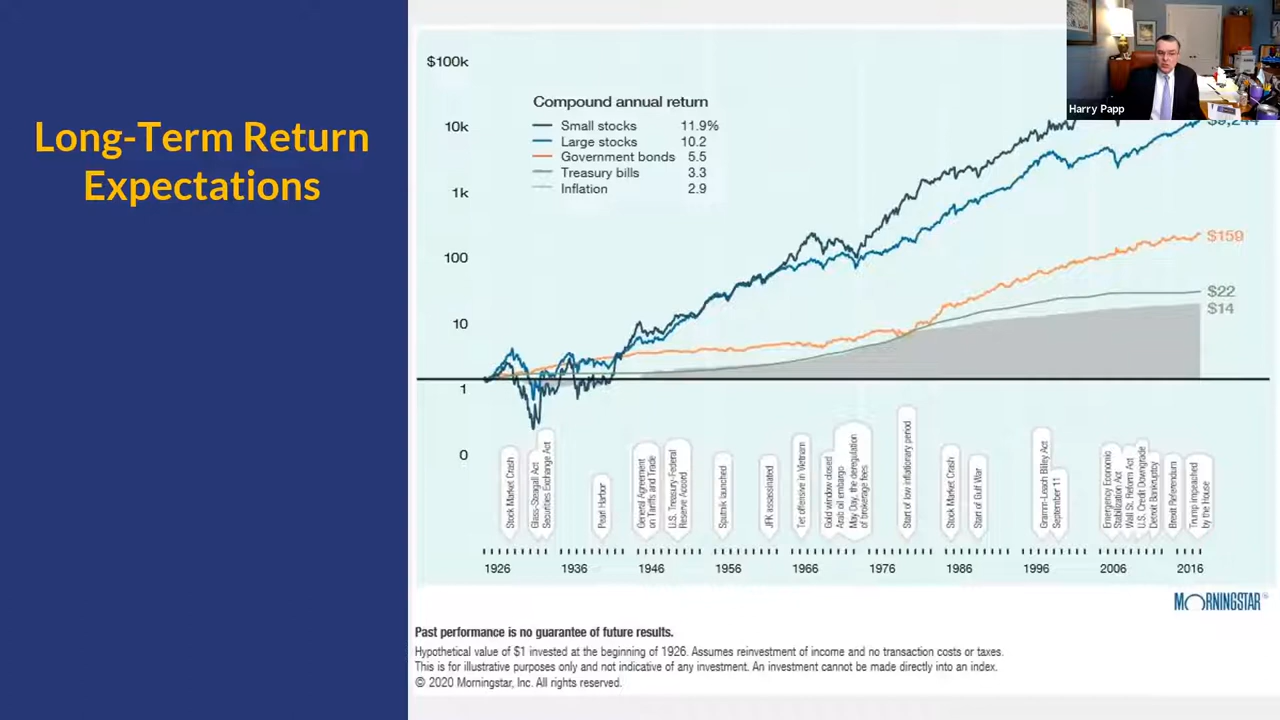 Long-Term Return
Expectations
$100k
10k
1k
100
10
1
0
Compound annual return
Small stocks 11.9%
Large stocks 10.2
Government bonds 5.5
Treasury bills 3.3
Inflation 2.9
Harry Papp
$159
$22
$14
Stock Market Crash
Glass-Steagall Act
Securities Exchange Act
Pearl Harbor
General Agreement
on Tariffs and Trade
U.S. Treasury-Federal
Reserve Accord
Sputnik launched
JFK assassinated
Tet offensive in Vietnam
Gold window closed
Arab oil embargo
May Day, the deregulation
of brokerage fees
Start of low inflationary period
Stock Market Crash
Start of Gulf War
Gramm-Leach Bliley Act
September 11
Emergency Economic
Stabilization Act
Wall St. Reform Act
U.S. Credit Downgrade
Detroit Bankruptcy
Brexit Referendum
Trump Impeached
by the House
1926 1936 1946 1956 1966 1976 1986 1996 2006 2016
MORNINGSTAR®
Past performance is no guarantee of future results.
Hypothetical value of $1 invested at the beginning of 1926. Assumes reinvestment of income and no transaction costs or taxes.
This is for illustrative purposes only and not indicative of any investment. An investment cannot be made directly into an index.
© 2020 Morningstar, Inc. All rights reserved.